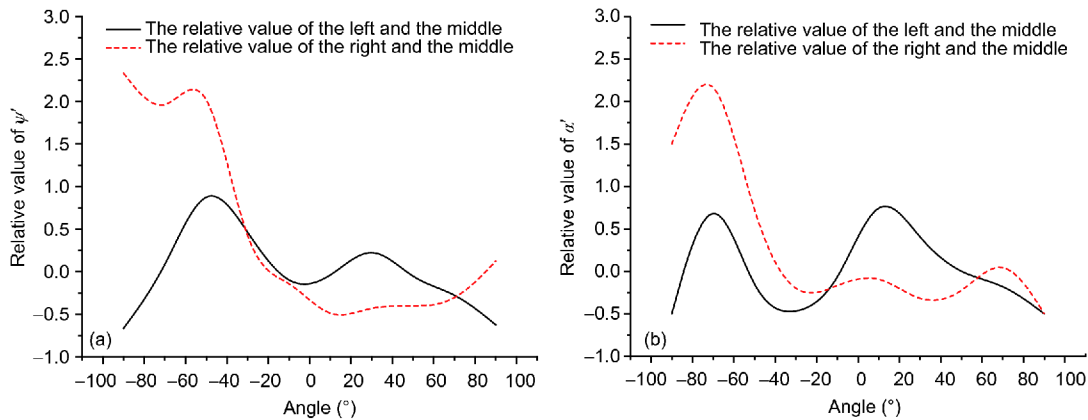 The relative value of the left and the middle
The relative value of the right and the middle
3.0
2.5
2.0
1.5
1.0
0.5
0.0
−0.5
−1.0
Relative value of ψ′
(a)
−100 −80 −60 −40 −20 0 20 40 60 80 100
Angle (°)
The relative value of the left and the middle
The relative value of the right and the middle
3.0
2.5
2.0
1.5
1.0
0.5
0.0
−0.5
−1.0
Relative value of α′
(b)
−100 −80 −60 −40 −20 0 20 40 60 80 100
Angle (°)